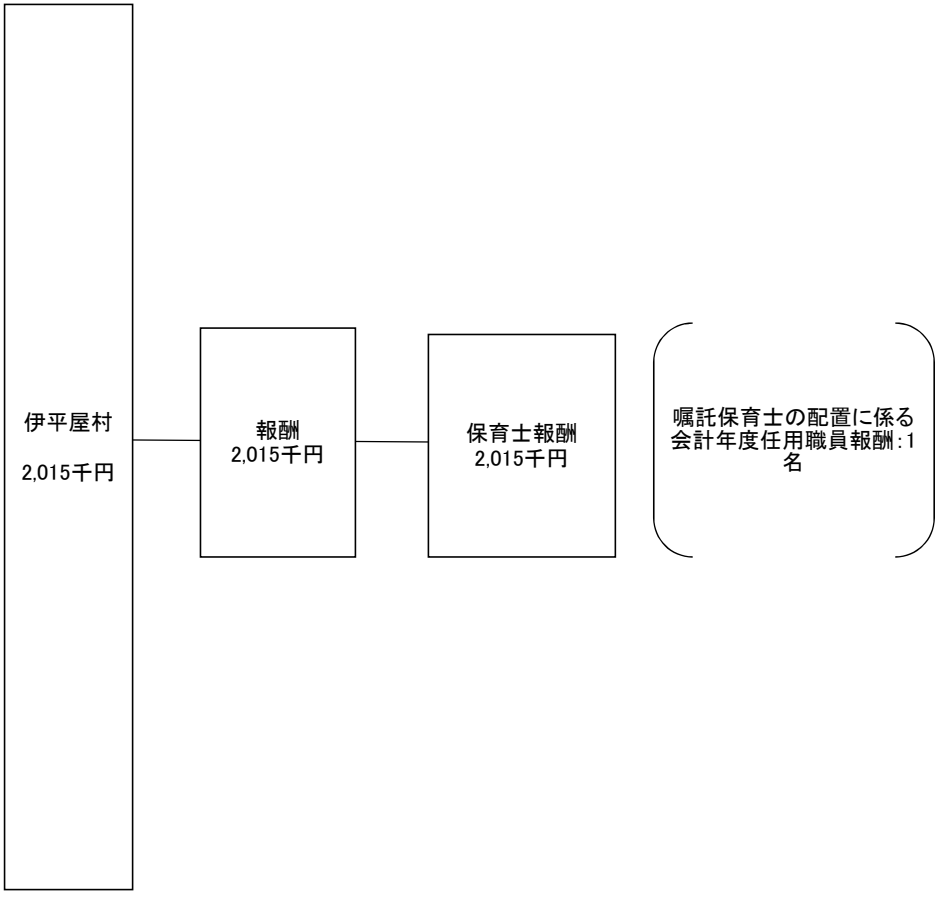 伊平屋村
2,015千円
報酬
2,015千円
保育士報酬
2,015千円
嘱託保育士の配置に係る
会計年度任用職員報酬:1
名